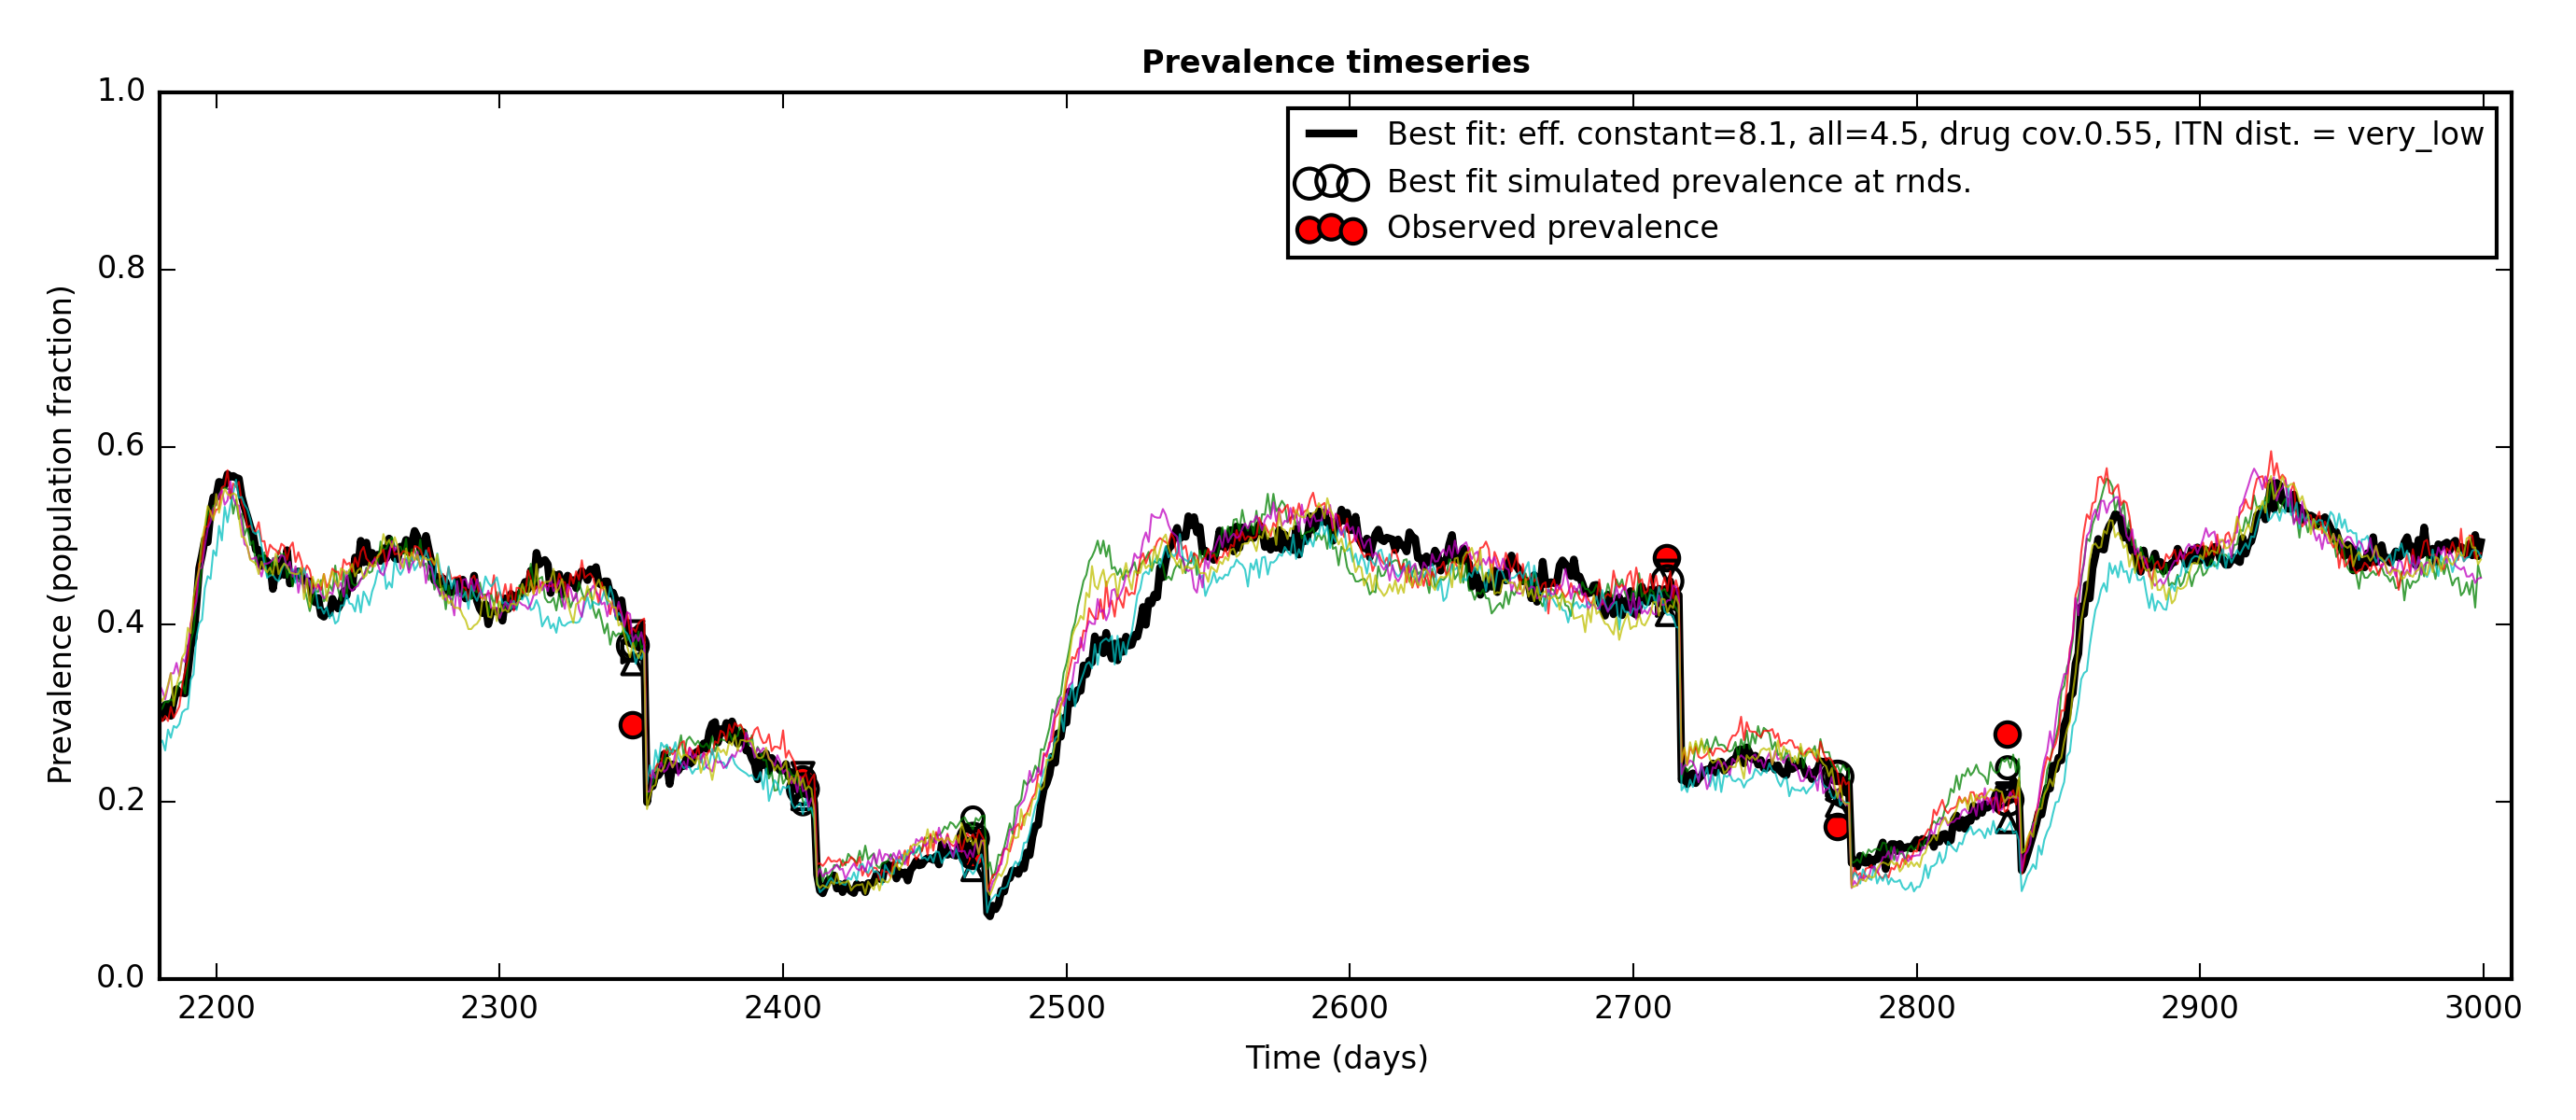 Prevalence timeseries
1.0
0.8
0.6
0.4
0.2
0.0
Prevalence (population fraction)
Best fit: eff. constant=8.1, all=4.5, drug cov.0.55, ITN dist. = very_low
Best fit simulated prevalence at rnds.
Observed prevalence
2200 2300 2400 2500 2600 2700 2800 2900 3000
Time (days)